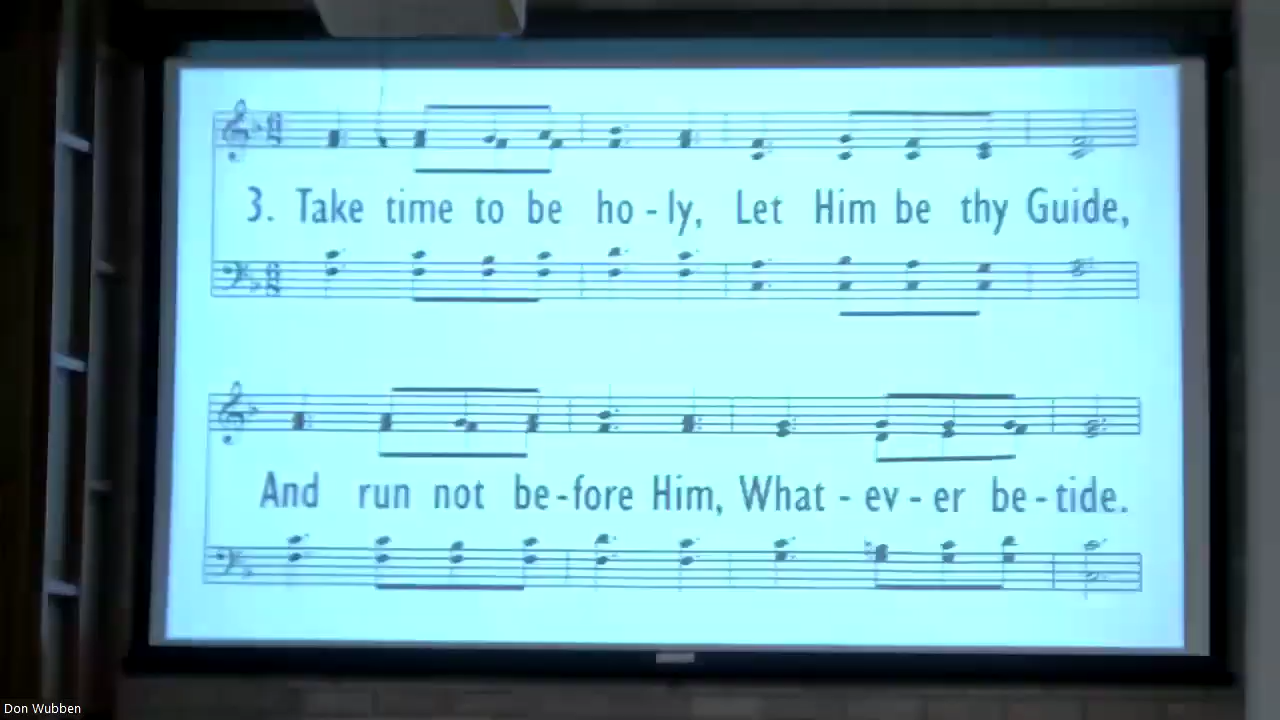 3. Take time to be ho - ly, Let Him be thy Guide,
And run not be - fore Him, What - ev - er be - tide.
Don Wubben